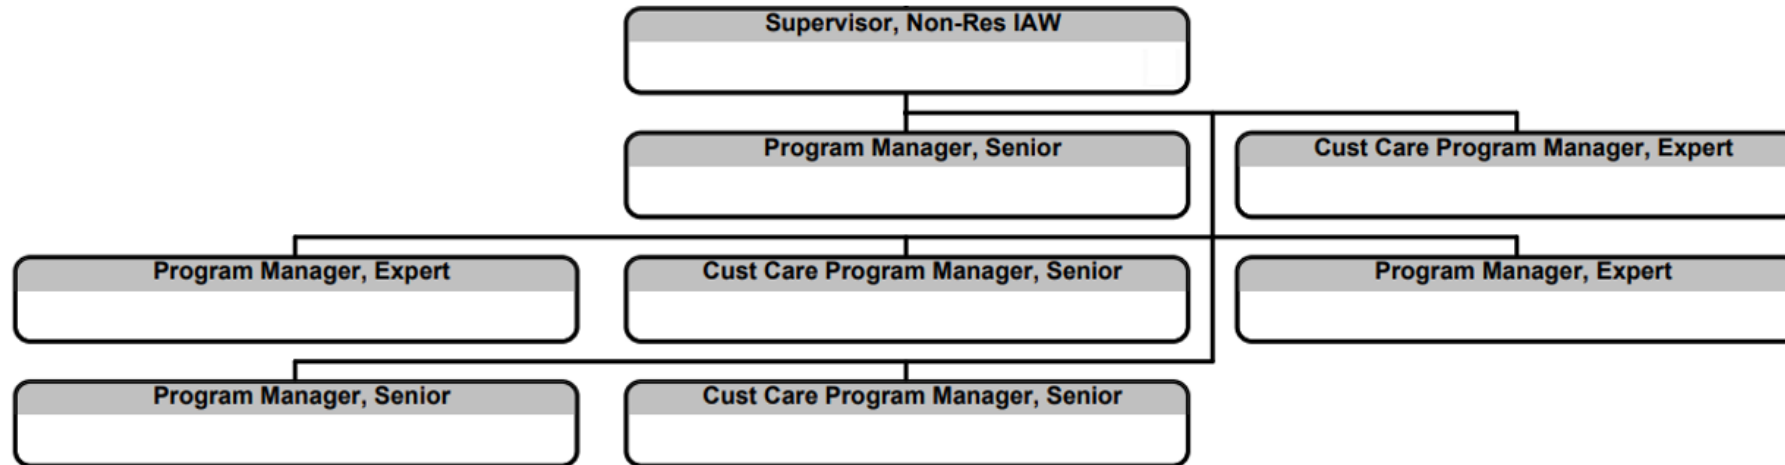 Supervisor, Non-Res IAW
Program Manager, Senior
Cust Care Program Manager, Expert
Program Manager, Expert
Cust Care Program Manager, Senior
Program Manager, Expert
Program Manager, Senior
Cust Care Program Manager, Senior